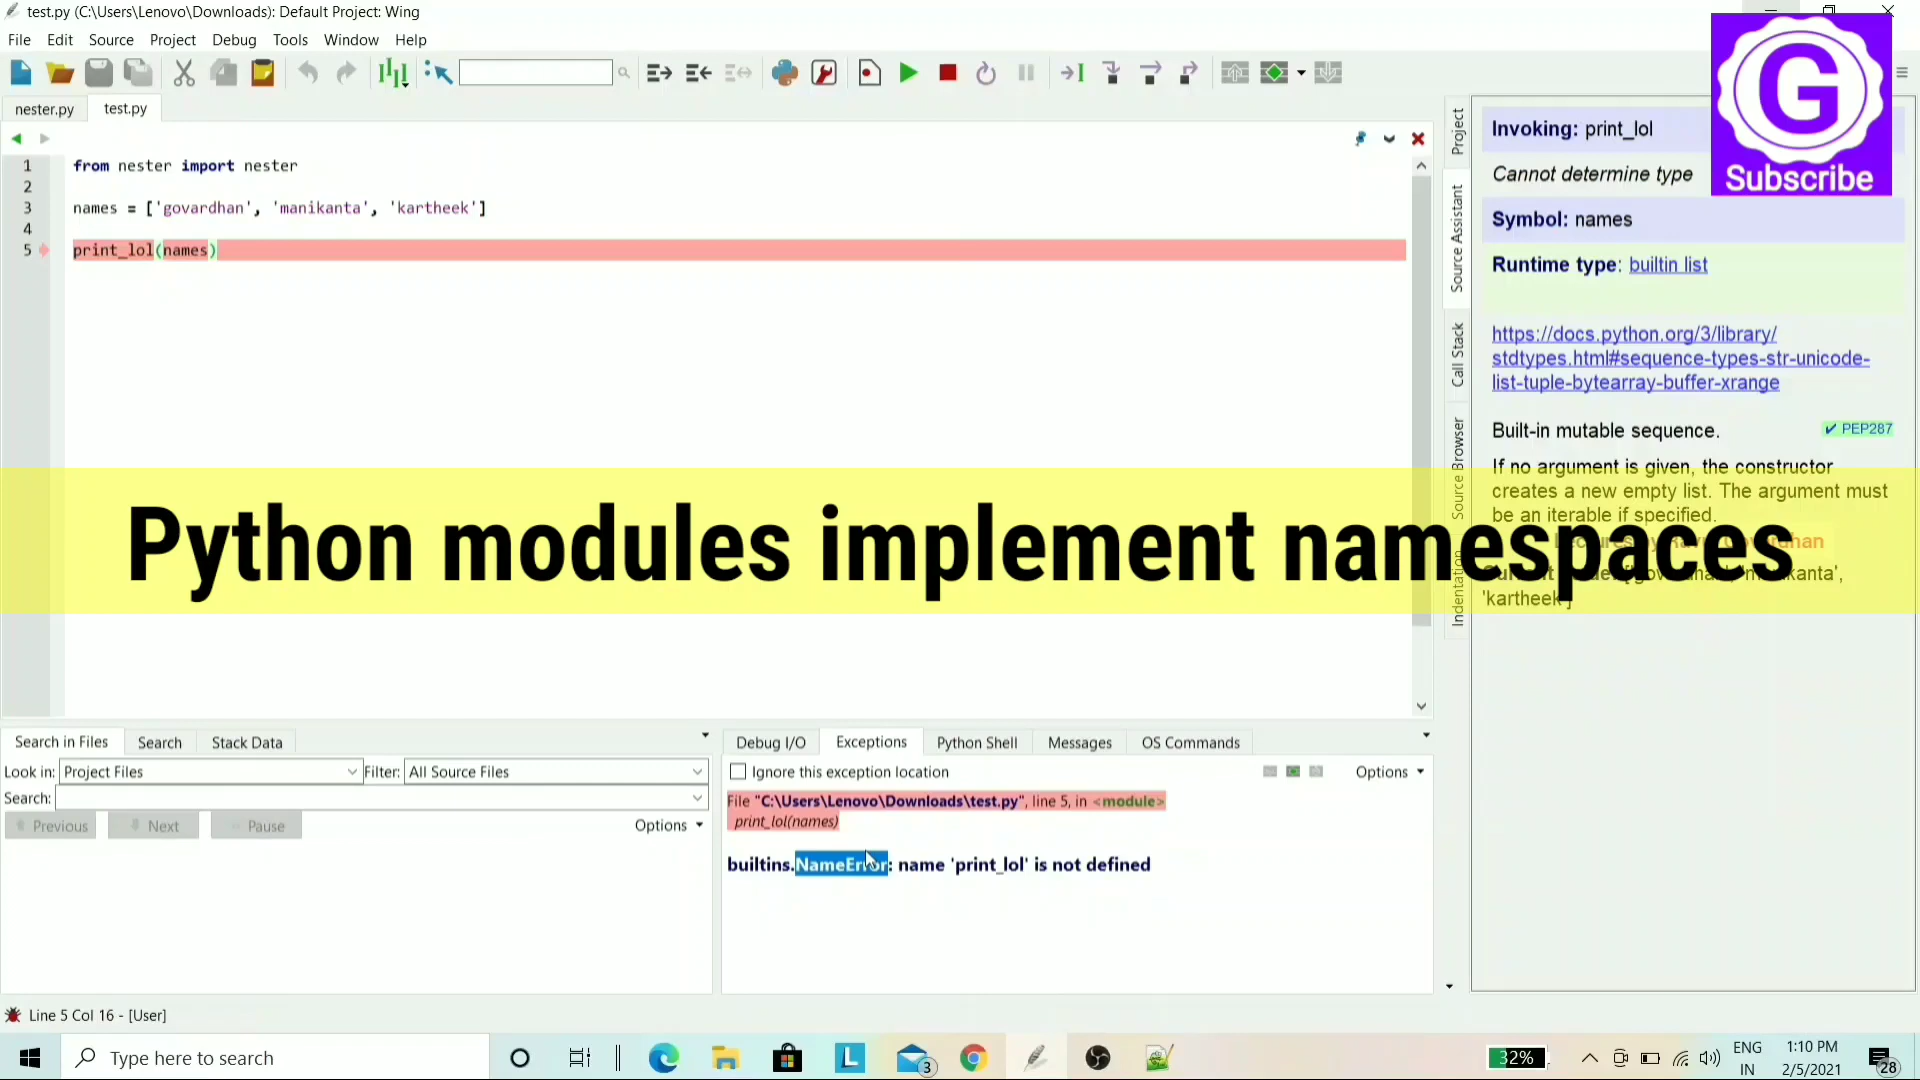 test.py (C:\Users\Lenovo\Downloads): Default Project: Wing
File Edit Source Project Debug Tools Window Help
nester.py test.py
1 from nester import nester
2
3 names = ['govardhan', 'manikanta', 'kartheek']
4
5 print_lol(names)
Project
Source Assistant
Call Stack
Source Browser
Indentation
Invoking: print_lol
Cannot determine type
Symbol: names
Runtime type: builtin list
https://docs.python.org/3/library/
stdtypes.html#sequence-types-str-unicode-
list-tuple-bytearray-buffer-xrange
Built-in mutable sequence. ✔ PEP287
If no argument is given, the constructor
creates a new empty list. The argument must
be an iterable if specified.
'kartheek']
G
Subscribe
Python modules implement namespaces
Search in Files Search Stack Data
Look in: Project Files Filter: All Source Files
Search:
Previous Next Pause Options
Debug I/O Exceptions Python Shell Messages OS Commands
Ignore this exception location Options
File "C:\Users\Lenovo\Downloads\test.py", line 5, in <module>
print_lol(names)
builtins.NameError: name 'print_lol' is not defined
Line 5 Col 16 - [User]
Type here to search
L
3
32%
ENG
IN
1:10 PM
2/5/2021
28